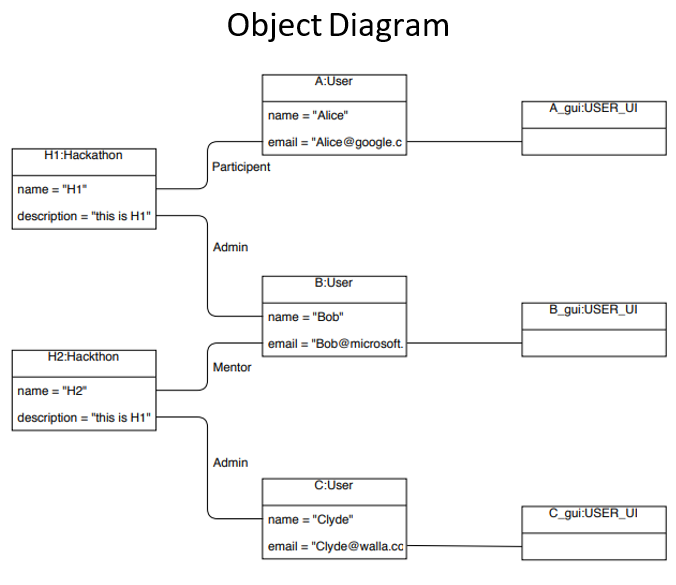 Object Diagram
A:User
name = "Alice"
email = "Alice@google.c
A_gui:USER_UI
H1:Hackathon
name = "H1"
description = "this is H1"
Participant
Admin
B:User
name = "Bob"
email = "Bob@microsoft.
B_gui:USER_UI
H2:Hackthon
name = "H2"
description = "this is H1"
Mentor
Admin
C:User
name = "Clyde"
email = "Clyde@walla.cc
C_gui:USER_UI